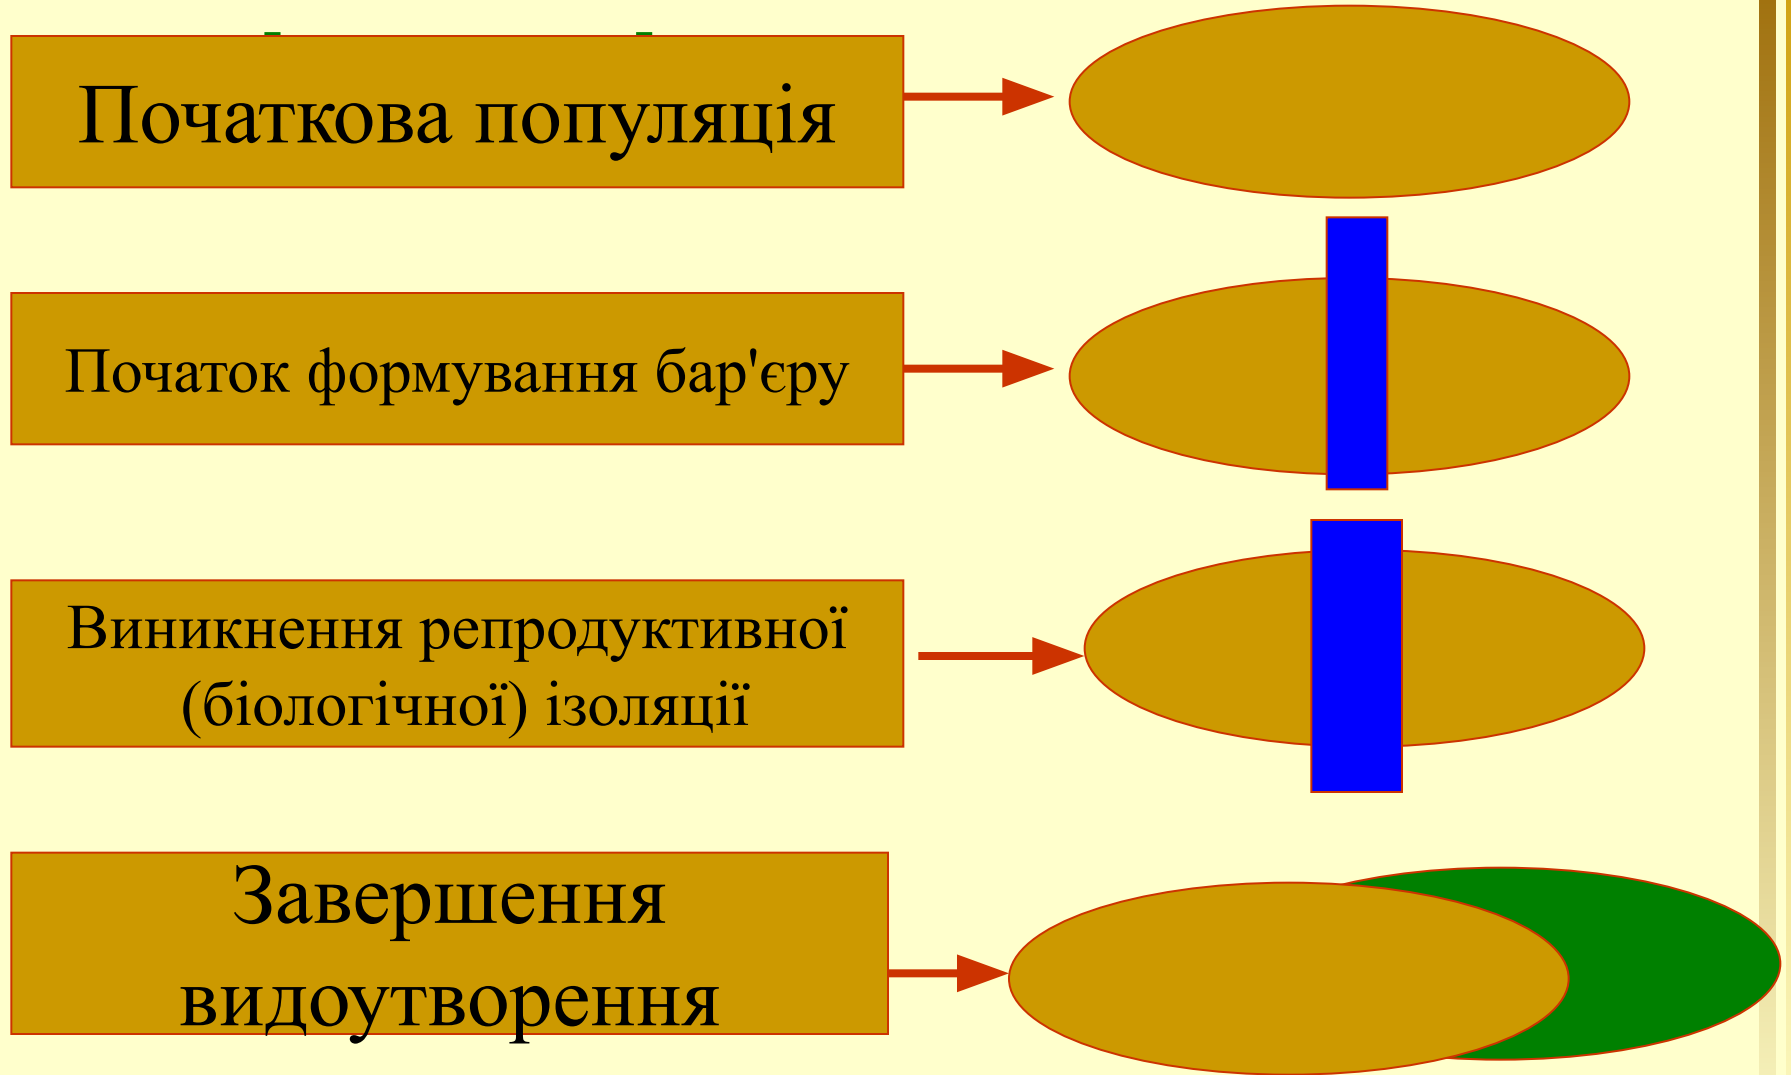 Початкова популяція
Початок формування бар'єру
Виникнення репродуктивної
(біологічної) ізоляції
Завершення
видоутворення